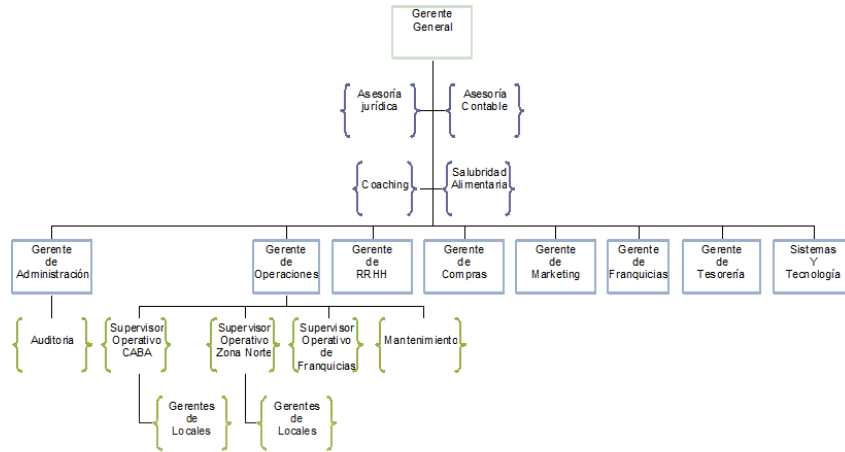 Gerente
General
Asesoría
jurídica
Asesoría
Contable
Coaching
Salubridad
Alimentaria
Gerente
de
Administración
Gerente
de
Operaciones
Gerente
de
RRHH
Gerente
de
Compras
Gerente
de
Marketing
Gerente
de
Franquicias
Gerente
de
Tesorería
Sistemas
Y
Tecnología
Auditoria
Supervisor
Operativo
CABA
Supervisor
Operativo
Zona Norte
Supervisor
Operativo
de
Franquicias
Mantenimiento
Gerentes
de
Locales
Gerentes
de
Locales